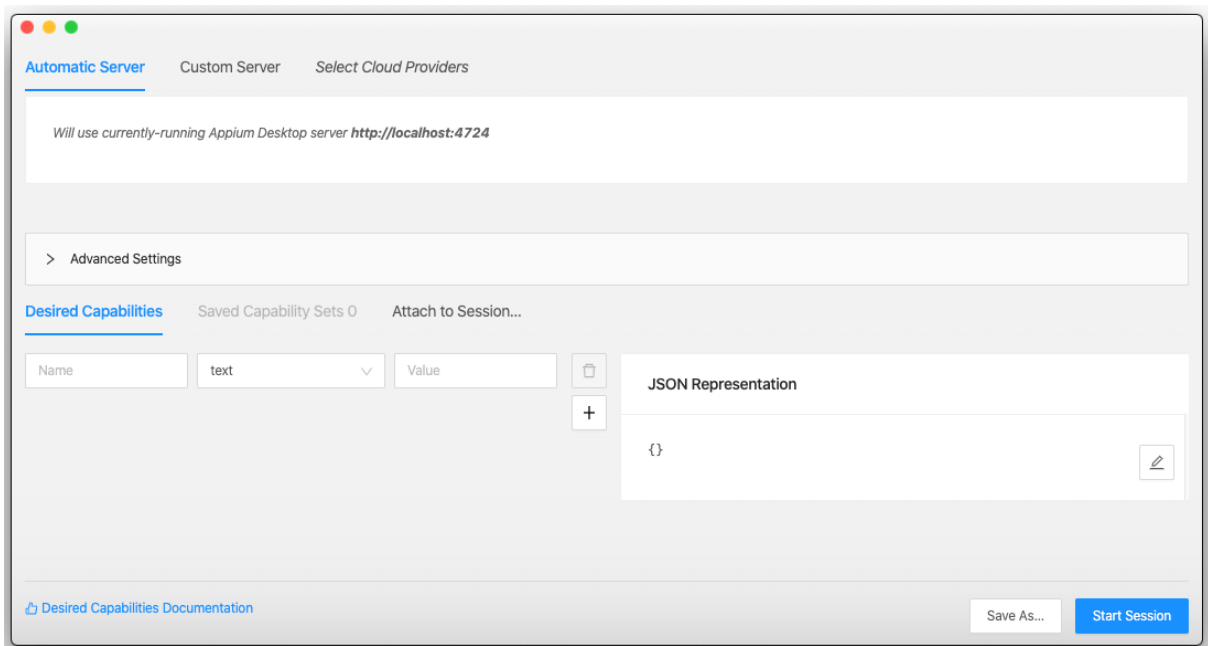 Automatic Server Custom Server Select Cloud Providers
Will use currently-running Appium Desktop server http://localhost:4724
Advanced Settings
Desired Capabilities Saved Capability Sets 0 Attach to Session...
Name text Value
JSON Representation
{}
Desired Capabilities Documentation
Save As... Start Session